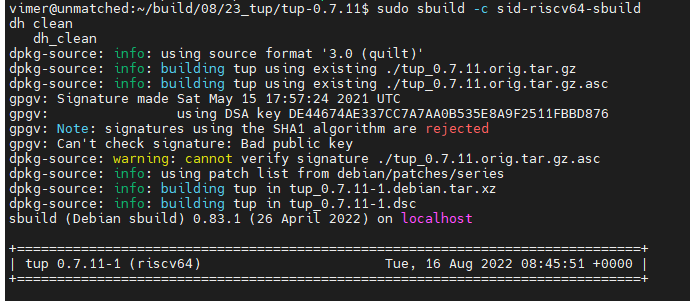 vimer@unmatched:~/build/08/23_tup/tup-0.7.11$ sudo sbuild -c sid-riscv64-sbuild
dh clean
   dh_clean
dpkg-source: info: using source format '3.0 (quilt)'
dpkg-source: info: building tup using existing ./tup_0.7.11.orig.tar.gz
dpkg-source: info: building tup using existing ./tup_0.7.11.orig.tar.gz.asc
gpgv: Signature made Sat May 15 17:57:24 2021 UTC
gpgv:                using DSA key DE44674AE337CC7A7AA0B535E8A9F2511FBBD876
gpgv: Note: signatures using the SHA1 algorithm are rejected
gpgv: Can't check signature: Bad public key
dpkg-source: warning: cannot verify signature ./tup_0.7.11.orig.tar.gz.asc
dpkg-source: info: using patch list from debian/patches/series
dpkg-source: info: building tup in tup_0.7.11-1.debian.tar.xz
dpkg-source: info: building tup in tup_0.7.11-1.dsc
sbuild (Debian sbuild) 0.83.1 (26 April 2022) on localhost

+==============================================================================+
| tup 0.7.11-1 (riscv64)                       Tue, 16 Aug 2022 08:45:51 +0000 |
+==============================================================================+